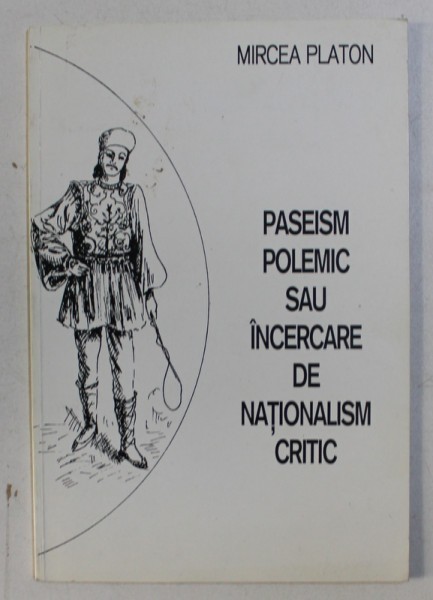 MIRCEA PLATON
PASEISM
POLEMIC
SAU
ÎNCERCARE
DE
NAȚIONALISM
CRITIC